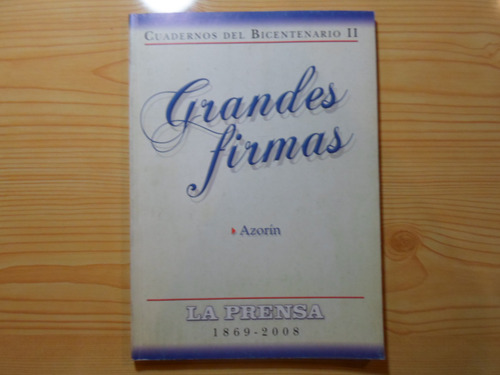 CUADERNOS DEL BICENTENARIO II
Grandes
firmas
Azorín
LA PRENSA
1869-2008